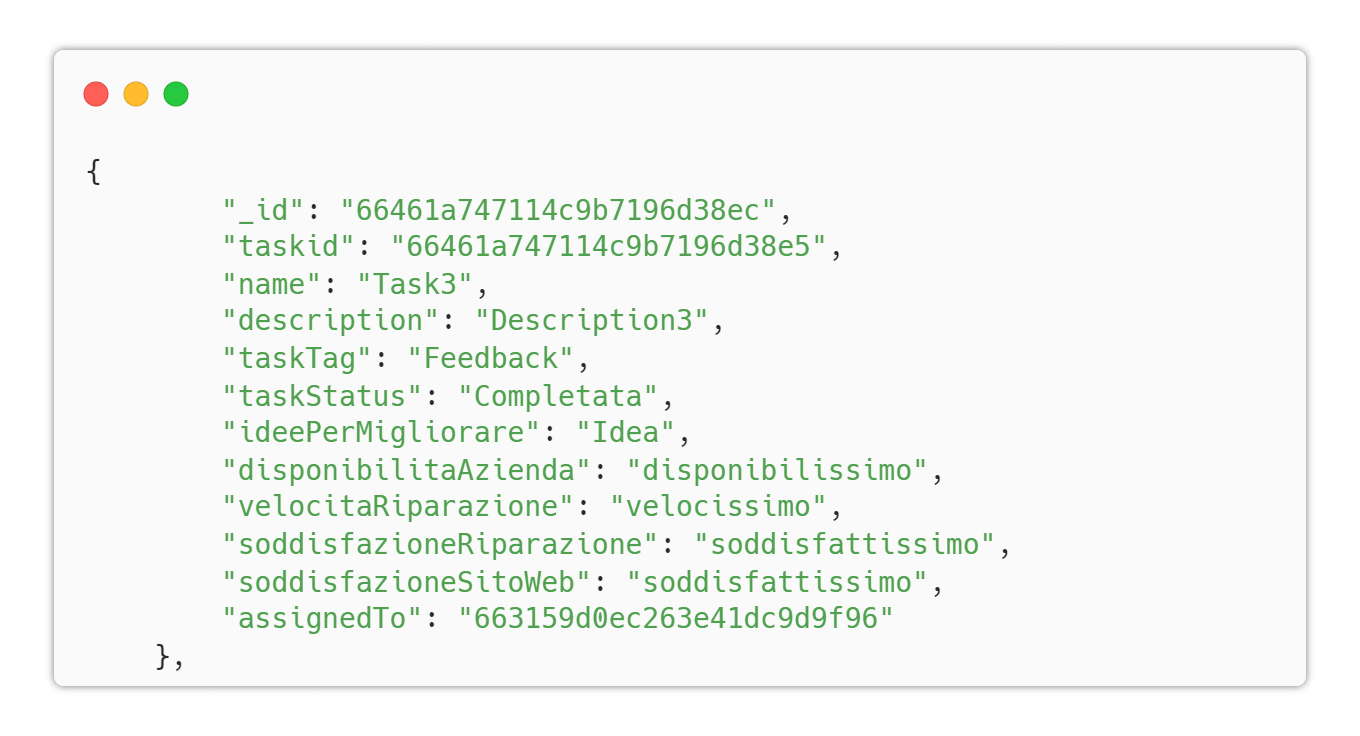 {
"_id": "66461a747114c9b7196d38ec",
"taskid": "66461a747114c9b7196d38e5",
"name": "Task3",
"description": "Description3",
"taskTag": "Feedback",
"taskStatus": "Completata",
"ideePerMigliorare": "Idea",
"disponibilitaAzienda": "disponibilissimo",
"velocitaRiparazione": "velocissimo",
"soddisfazioneRiparazione": "soddisfattissimo",
"soddisfazioneSitoWeb": "soddisfattissimo",
"assignedTo": "663159d0ec263e41dc9d9f96"
},